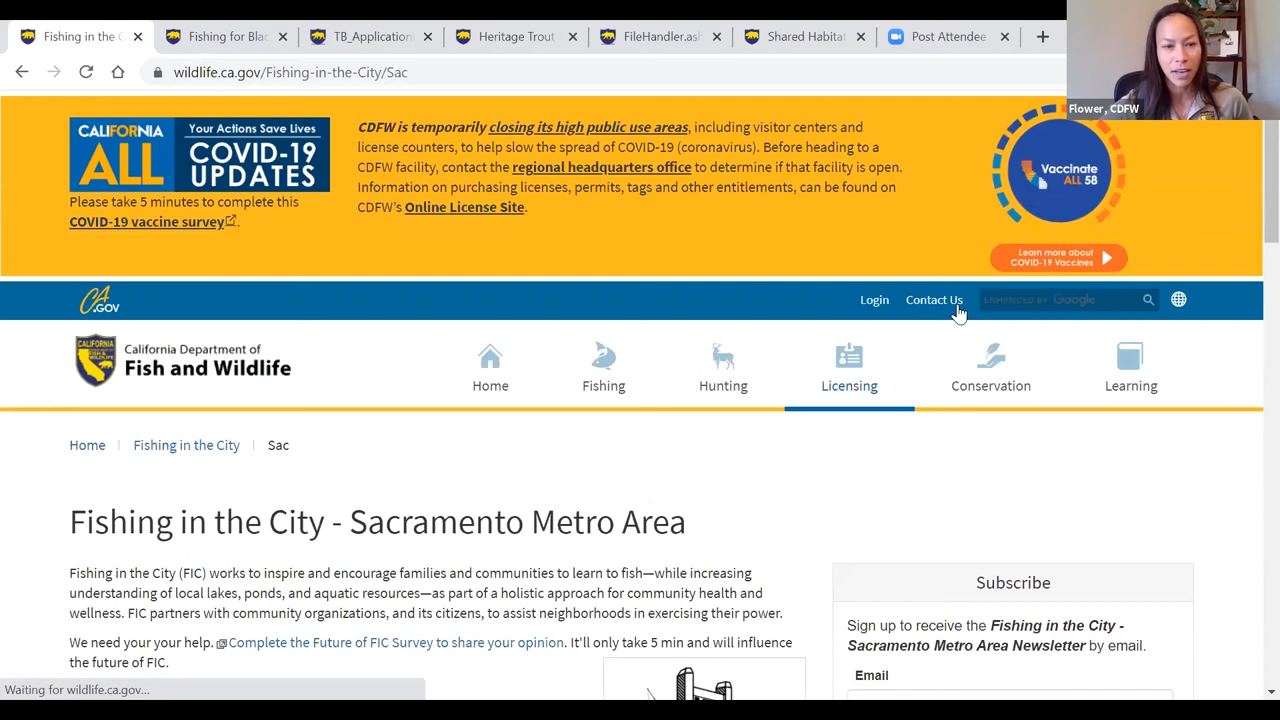 Fishing in the C
Fishing for Bla
TB_Application
Heritage Trout
FileHandler.as
Shared Habita
Post Attendee
wildlife.ca.gov/Fishing-in-the-City/Sac
Flower, CDFW
CALIFORNIA
ALL
Your Actions Save Lives
COVID-19
UPDATES
Please take 5 minutes to complete this
COVID-19 vaccine survey.
CDFW is temporarily closing its high public use areas, including visitor centers and
license counters, to help slow the spread of COVID-19 (coronavirus). Before heading to a
CDFW facility, contact the regional headquarters office to determine if that facility is open.
Information on purchasing licenses, permits, tags and other entitlements, can be found on
CDFW's Online License Site.
Vaccinate
ALL 58
Learn more about
COVID-19 Vaccines
CA.GOV
Login
Contact Us
ENHANCED BY Google
California Department of
Fish and Wildlife
Home
Fishing
Hunting
Licensing
Conservation
Learning
Home
Fishing in the City
Sac
Fishing in the City - Sacramento Metro Area
Fishing in the City (FIC) works to inspire and encourage families and communities to learn to fish—while increasing
understanding of local lakes, ponds, and aquatic resources—as part of a holistic approach for community health and
wellness. FIC partners with community organizations, and its citizens, to assist neighborhoods in exercising their power.
We need your your help. Complete the Future of FIC Survey to share your opinion. It'll only take 5 min and will influence
the future of FIC.
Subscribe
Sign up to receive the Fishing in the City -
Sacramento Metro Area Newsletter by email.
Email
Waiting for wildlife.ca.gov...